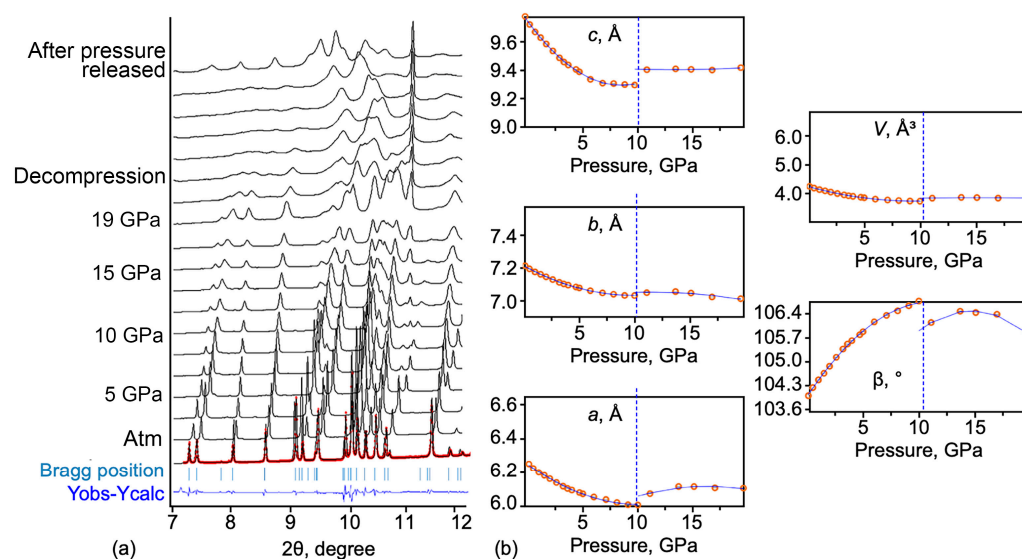 After pressure
released
Decompression
19 GPa
15 GPa
10 GPa
5 GPa
Atm
Bragg position
Yobs-Ycalc
7 8 9 10 11 12
(a) 2θ, degree
c, Å
9.6
9.4
9.2
9.0
5 10 15
Pressure, GPa
b, Å
7.4
7.2
7.0
5 10 15
Pressure, GPa
a, Å
6.6
6.4
6.2
6.0
5 10 15
(b) Pressure, GPa
V, Å³
6.0
5.0
4.0
5 10 15
Pressure, GPa
106.4
105.7
105.0
104.3
103.6
β, °
5 10 15
Pressure, GPa